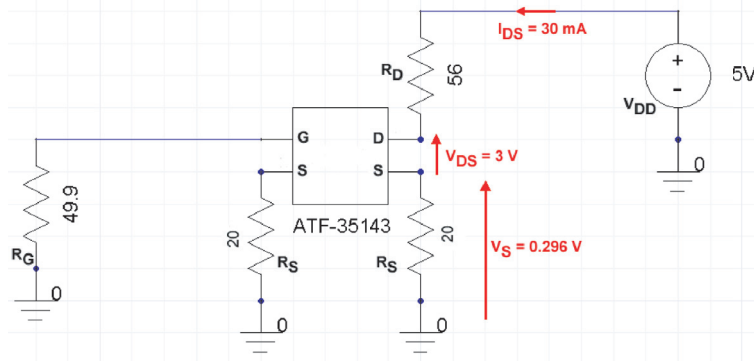 I_DS = 30 mA
R_D
56
+
-
5V
V_DD
0
G
D
S
S
V_DS = 3 V
49.9
R_G
0
ATF-35143
20
R_S
0
20
R_S
0
V_S = 0.296 V